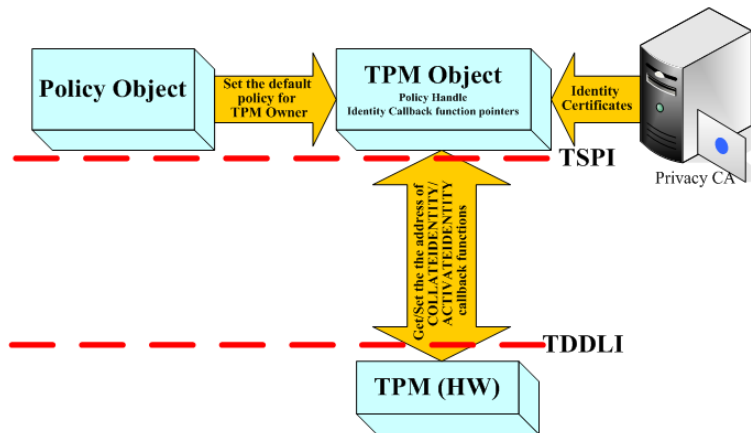 Policy Object
Set the default
policy for
TPM Owner
TPM Object
Policy Handle
Identity Callback function pointers
Identity
Certificates
Privacy CA
TSPI
Get/Set the the address of
COLLATEIDENTITY/
ACTIVATEIDENTITY
callback functions
TDDLI
TPM (HW)